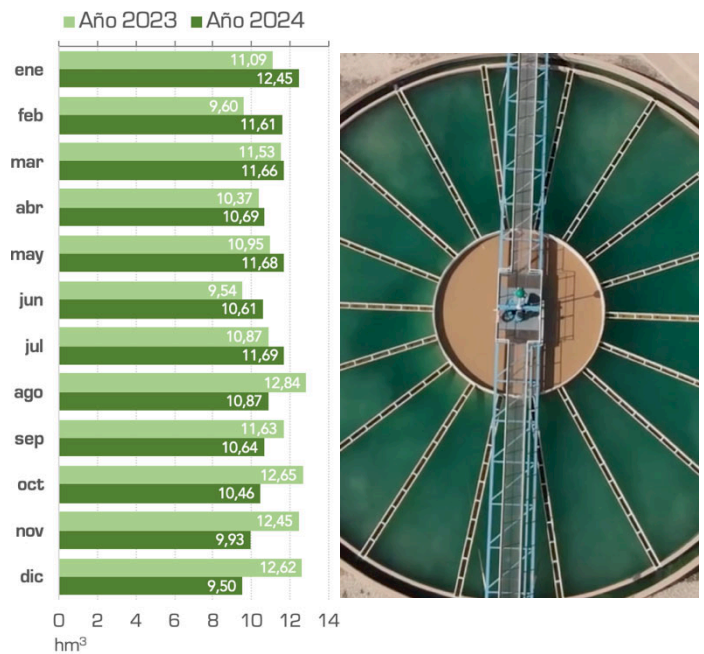 Año 2023 Año 2024
ene 11,09
12,45
feb 9,60
11,61
mar 11,53
11,66
abr 10,37
10,69
may 10,95
11,68
jun 9,54
10,61
jul 10,87
11,69
ago 12,84
10,87
sep 11,63
10,64
oct 12,65
10,46
nov 12,45
9,93
dic 12,62
9,50
0 2 4 6 8 10 12 14
hm³